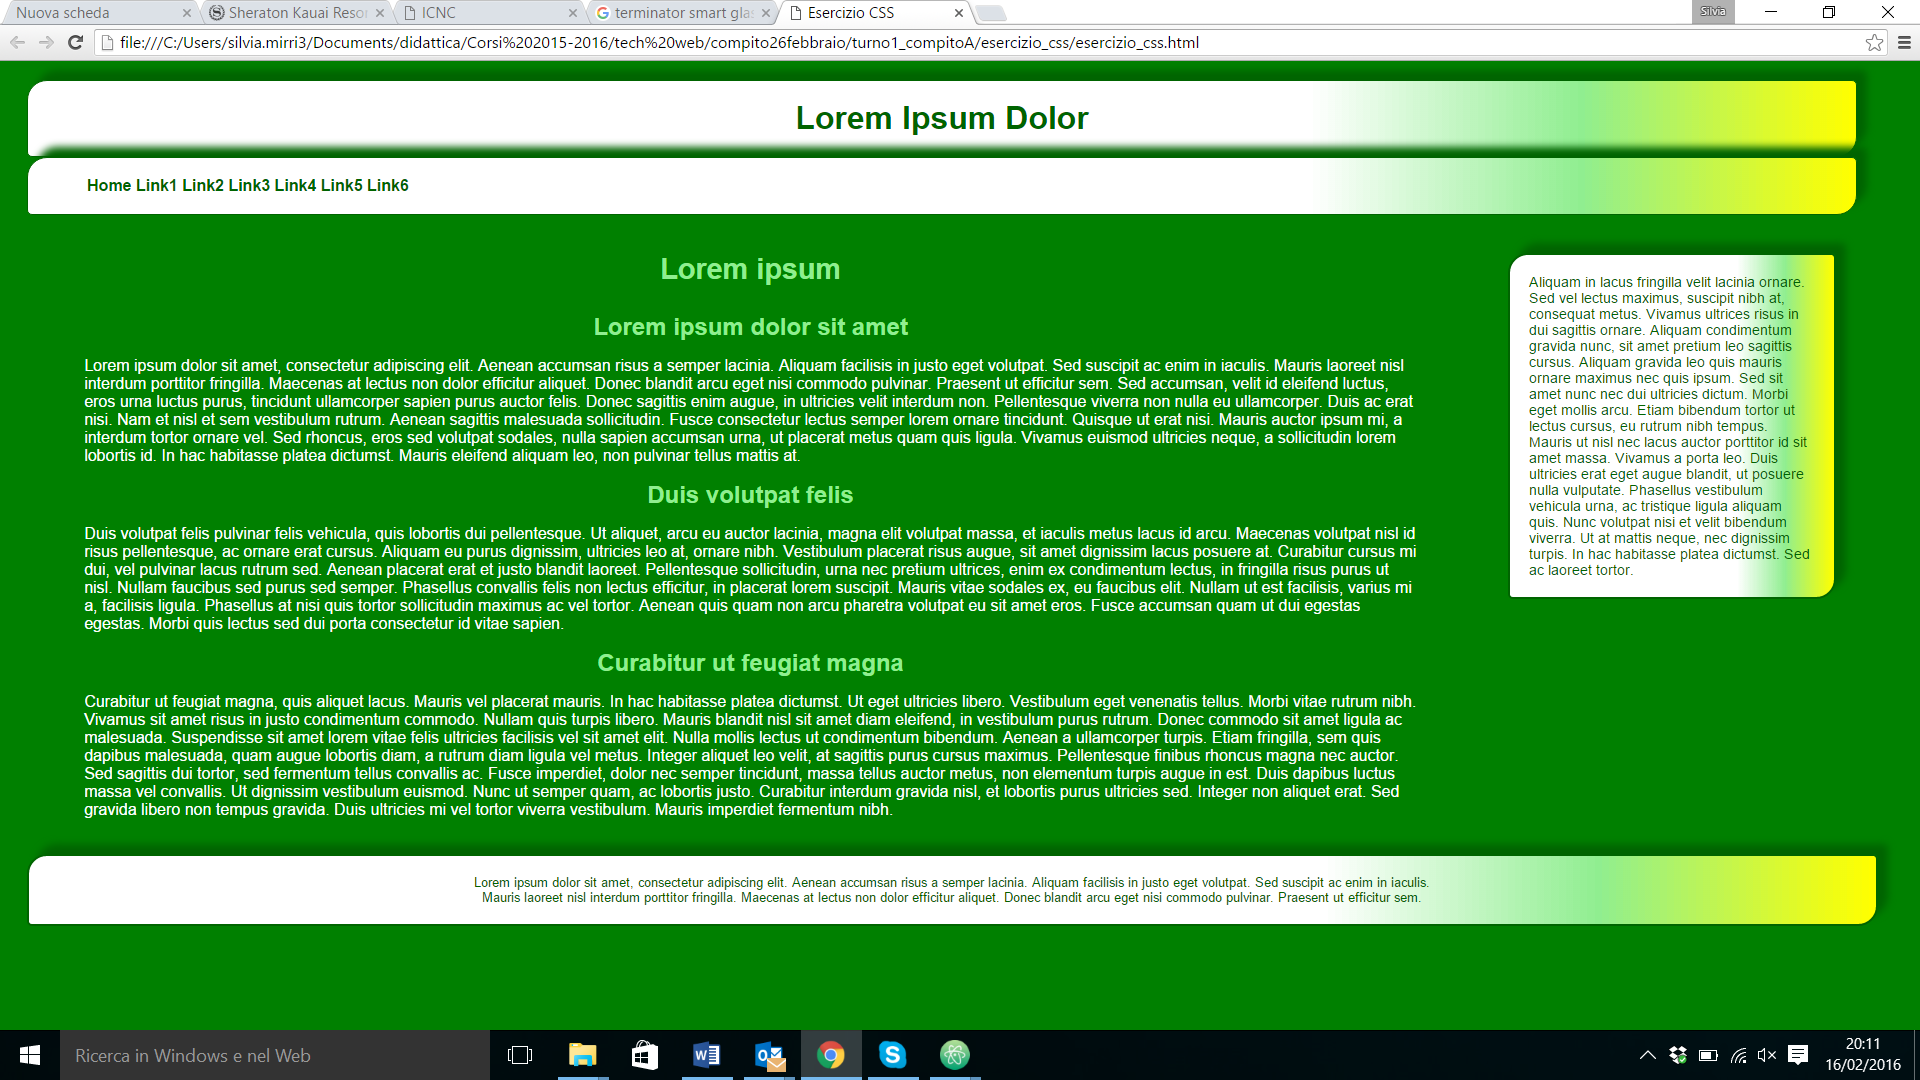 Nuova scheda
Sheraton Kauai Resor
ICNC
terminator smart glas
Esercizio CSS
Silvia
file:///C:/Users/silvia.mirri3/Documents/didattica/Corsi%202015-2016/tech%20web/compito26febbraio/turno1_compitoA/esercizio_css/esercizio_css.html
Lorem Ipsum Dolor
Home Link1 Link2 Link3 Link4 Link5 Link6
Lorem ipsum
Lorem ipsum dolor sit amet
Lorem ipsum dolor sit amet, consectetur adipiscing elit. Aenean accumsan risus a semper lacinia. Aliquam facilisis in justo eget volutpat. Sed suscipit ac enim in iaculis. Mauris laoreet nisl
interdum porttitor fringilla. Maecenas at lectus non dolor efficitur aliquet. Donec blandit arcu eget nisi commodo pulvinar. Praesent ut efficitur sem. Sed accumsan, velit id eleifend luctus,
eros urna luctus purus, tincidunt ullamcorper sapien purus auctor felis. Donec sagittis enim augue, in ultricies velit interdum non. Pellentesque viverra non nulla eu ullamcorper. Duis ac erat
nisi. Nam et nisl et sem vestibulum rutrum. Aenean sagittis malesuada sollicitudin. Fusce consectetur lectus semper lorem ornare tincidunt. Quisque ut erat nisi. Mauris auctor ipsum mi, a
interdum tortor ornare vel. Sed rhoncus, eros sed volutpat sodales, nulla sapien accumsan urna, ut placerat metus quam quis ligula. Vivamus euismod ultricies neque, a sollicitudin lorem
lobortis id. In hac habitasse platea dictumst. Mauris eleifend aliquam leo, non pulvinar tellus mattis at.
Duis volutpat felis
Duis volutpat felis pulvinar felis vehicula, quis lobortis dui pellentesque. Ut aliquet, arcu eu auctor lacinia, magna elit volutpat massa, et iaculis metus lacus id arcu. Maecenas volutpat nisl id
risus pellentesque, ac ornare erat cursus. Aliquam eu purus dignissim, ultricies leo at, ornare nibh. Vestibulum placerat risus augue, sit amet dignissim lacus posuere at. Curabitur cursus mi
dui, vel pulvinar lacus rutrum sed. Aenean placerat erat et justo blandit laoreet. Pellentesque sollicitudin, urna nec pretium ultrices, enim ex condimentum lectus, in fringilla risus purus ut
nisl. Nullam faucibus sed purus sed semper. Phasellus convallis felis non lectus efficitur, in placerat lorem suscipit. Mauris vitae sodales ex, eu faucibus elit. Nullam ut est facilisis, varius mi
a, facilisis ligula. Phasellus at nisi quis tortor sollicitudin maximus ac vel tortor. Aenean quis quam non arcu pharetra volutpat eu sit amet eros. Fusce accumsan quam ut dui egestas
egestas. Morbi quis lectus sed dui porta consectetur id vitae sapien.
Curabitur ut feugiat magna
Curabitur ut feugiat magna, quis aliquet lacus. Mauris vel placerat mauris. In hac habitasse platea dictumst. Ut eget ultricies libero. Vestibulum eget venenatis tellus. Morbi vitae rutrum nibh.
Vivamus sit amet risus in justo condimentum commodo. Nullam quis turpis libero. Mauris blandit nisl sit amet diam eleifend, in vestibulum purus rutrum. Donec commodo sit amet ligula ac
malesuada. Suspendisse sit amet lorem vitae felis ultricies facilisis vel sit amet elit. Nulla mollis lectus ut condimentum bibendum. Aenean a ullamcorper turpis. Etiam fringilla, sem quis
dapibus malesuada, quam augue lobortis diam, a rutrum diam ligula vel metus. Integer aliquet leo velit, at sagittis purus cursus maximus. Pellentesque finibus rhoncus magna nec auctor.
Sed sagittis dui tortor, sed fermentum tellus convallis ac. Fusce imperdiet, dolor nec semper tincidunt, massa tellus auctor metus, non elementum turpis augue in est. Duis dapibus luctus
massa vel convallis. Ut dignissim vestibulum euismod. Nunc ut semper quam, ac lobortis justo. Curabitur interdum gravida nisl, et lobortis purus ultricies sed. Integer non aliquet erat. Sed
gravida libero non tempus gravida. Duis ultricies mi vel tortor viverra vestibulum. Mauris imperdiet fermentum nibh.
Aliquam in lacus fringilla velit lacinia ornare.
Sed vel lectus maximus, suscipit nibh at,
consequat metus. Vivamus ultrices risus in
dui sagittis ornare. Aliquam condimentum
gravida nunc, sit amet pretium leo sagittis
cursus. Aliquam gravida leo quis mauris
ornare maximus nec quis ipsum. Sed sit
amet nunc nec dui ultricies dictum. Morbi
eget mollis arcu. Etiam bibendum tortor ut
lectus cursus, eu rutrum nibh tempus.
Mauris ut nisl nec lacus auctor porttitor id sit
amet massa. Vivamus a porta leo. Duis
ultricies erat eget augue blandit, ut posuere
nulla vulputate. Phasellus vestibulum
vehicula urna, ac tristique ligula aliquam
quis. Nunc volutpat nisi et velit bibendum
viverra. Ut at mattis neque, nec dignissim
turpis. In hac habitasse platea dictumst. Sed
ac laoreet tortor.
Lorem ipsum dolor sit amet, consectetur adipiscing elit. Aenean accumsan risus a semper lacinia. Aliquam facilisis in justo eget volutpat. Sed suscipit ac enim in iaculis.
Mauris laoreet nisl interdum porttitor fringilla. Maecenas at lectus non dolor efficitur aliquet. Donec blandit arcu eget nisi commodo pulvinar. Praesent ut efficitur sem.
Ricerca in Windows e nel Web
20:11
16/02/2016